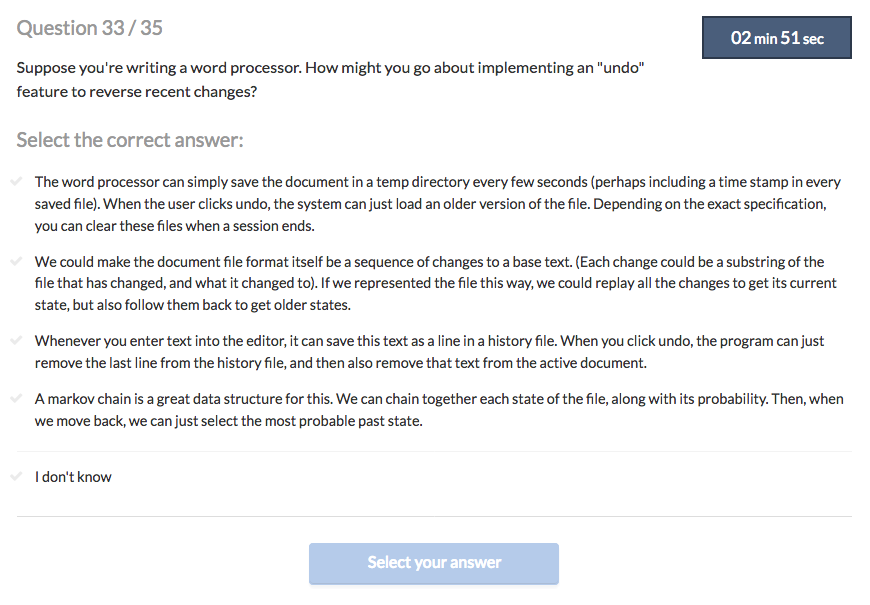 Question 33 / 35
02 min 51 sec
Suppose you're writing a word processor. How might you go about implementing an "undo"
feature to reverse recent changes?
Select the correct answer:
The word processor can simply save the document in a temp directory every few seconds (perhaps including a time stamp in every
saved file). When the user clicks undo, the system can just load an older version of the file. Depending on the exact specification,
you can clear these files when a session ends.
We could make the document file format itself be a sequence of changes to a base text. (Each change could be a substring of the
file that has changed, and what it changed to). If we represented the file this way, we could replay all the changes to get its current
state, but also follow them back to get older states.
Whenever you enter text into the editor, it can save this text as a line in a history file. When you click undo, the program can just
remove the last line from the history file, and then also remove that text from the active document.
A markov chain is a great data structure for this. We can chain together each state of the file, along with its probability. Then, when
we move back, we can just select the most probable past state.
I don't know
Select your answer